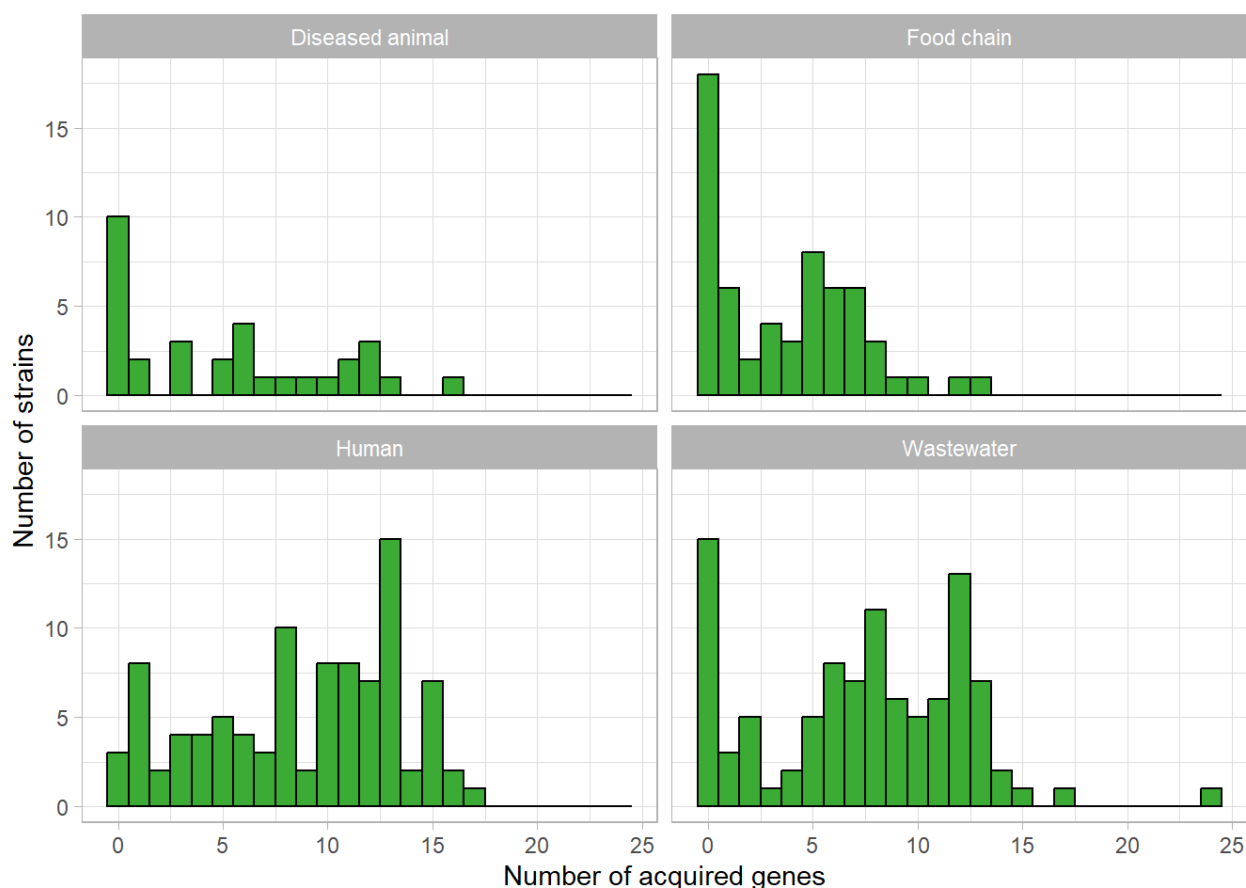 Diseased animal
Food chain
15
10
5
0
Human
Wastewater
15
10
5
0
0 5 10 15 20 25
0 5 10 15 20 25
Number of strains
Number of acquired genes